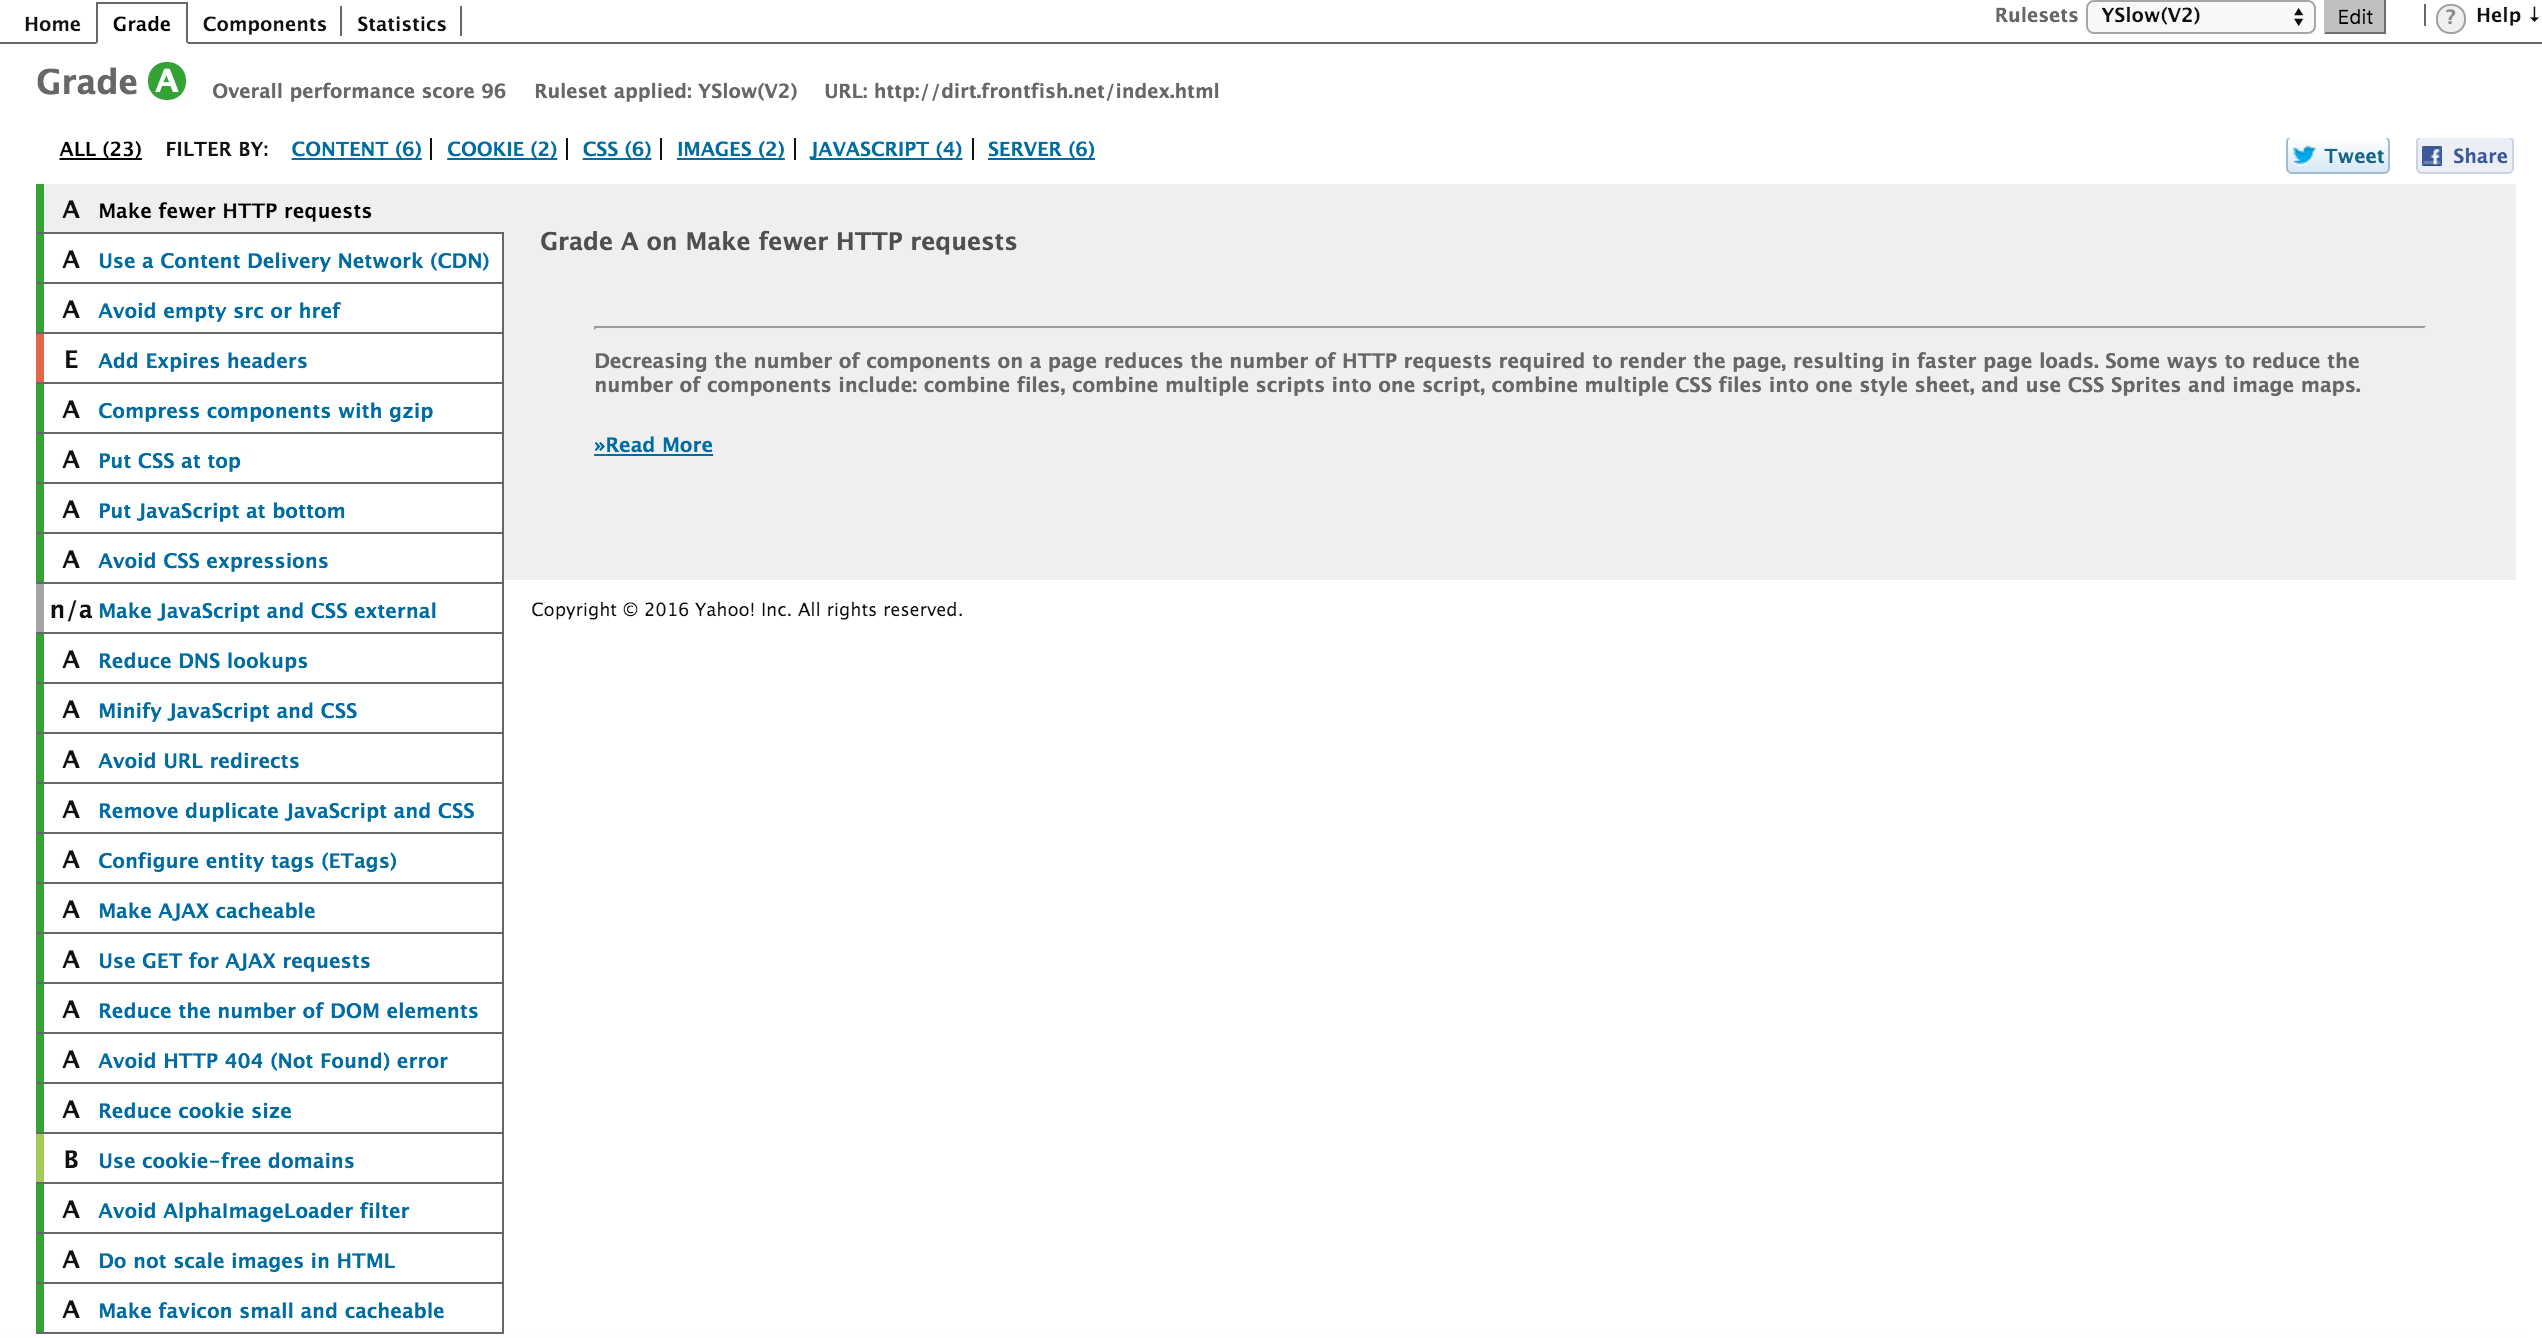 Home Grade Components Statistics Rulesets YSlow(V2) Edit ? Help ↓
Grade A Overall performance score 96 Ruleset applied: YSlow(V2) URL: http://dirt.frontfish.net/index.html
ALL (23) FILTER BY: CONTENT (6) | COOKIE (2) | CSS (6) | IMAGES (2) | JAVASCRIPT (4) | SERVER (6) Tweet Share
A Make fewer HTTP requests
A Use a Content Delivery Network (CDN)
A Avoid empty src or href
E Add Expires headers
A Compress components with gzip
A Put CSS at top
A Put JavaScript at bottom
A Avoid CSS expressions
n/a Make JavaScript and CSS external
A Reduce DNS lookups
A Minify JavaScript and CSS
A Avoid URL redirects
A Remove duplicate JavaScript and CSS
A Configure entity tags (ETags)
A Make AJAX cacheable
A Use GET for AJAX requests
A Reduce the number of DOM elements
A Avoid HTTP 404 (Not Found) error
A Reduce cookie size
B Use cookie-free domains
A Avoid AlphaImageLoader filter
A Do not scale images in HTML
A Make favicon small and cacheable
Grade A on Make fewer HTTP requests
Decreasing the number of components on a page reduces the number of HTTP requests required to render the page, resulting in faster page loads. Some ways to reduce the
number of components include: combine files, combine multiple scripts into one script, combine multiple CSS files into one style sheet, and use CSS Sprites and image maps.
»Read More
Copyright © 2016 Yahoo! Inc. All rights reserved.